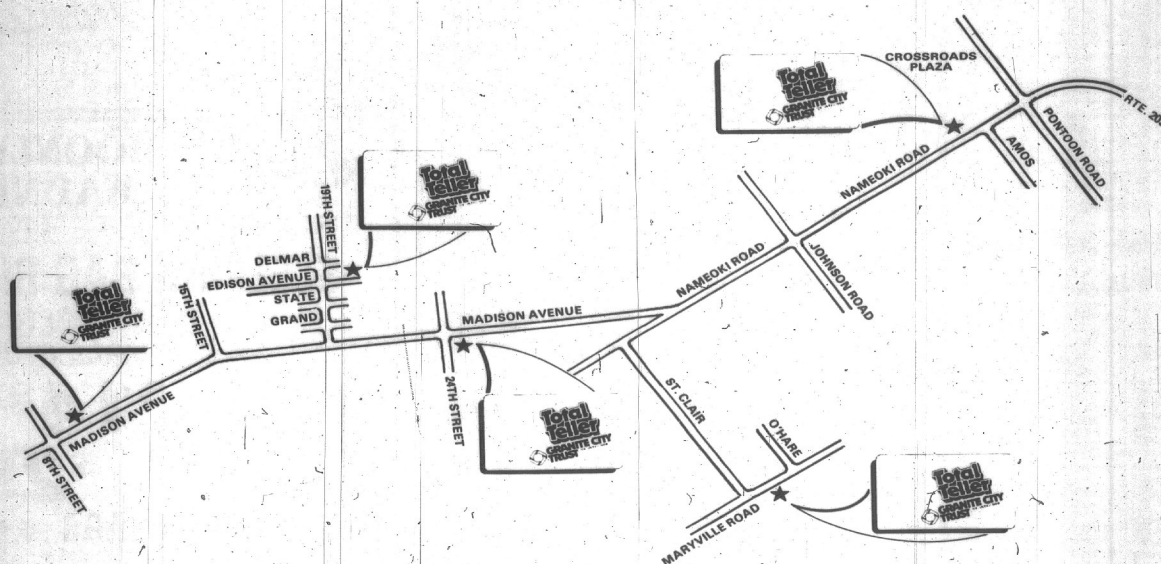 CROSSROADS
PLAZA
Total
Teller
GRANITE CITY
TRUST
RTE. 203
PONTOON ROAD
AMOS
NAMEOKI ROAD
JOHNSON ROAD
NAMEOKI ROAD
Total
Teller
GRANITE CITY
TRUST
19TH STREET
DELMAR
EDISON AVENUE
STATE
GRAND
15TH STREET
Total
Teller
GRANITE CITY
TRUST
MADISON AVENUE
8TH STREET
MADISON AVENUE
24TH STREET
Total
Teller
GRANITE CITY
TRUST
ST. CLAIR
O'HARE
MARYVILLE ROAD
Total
Teller
GRANITE CITY
TRUST